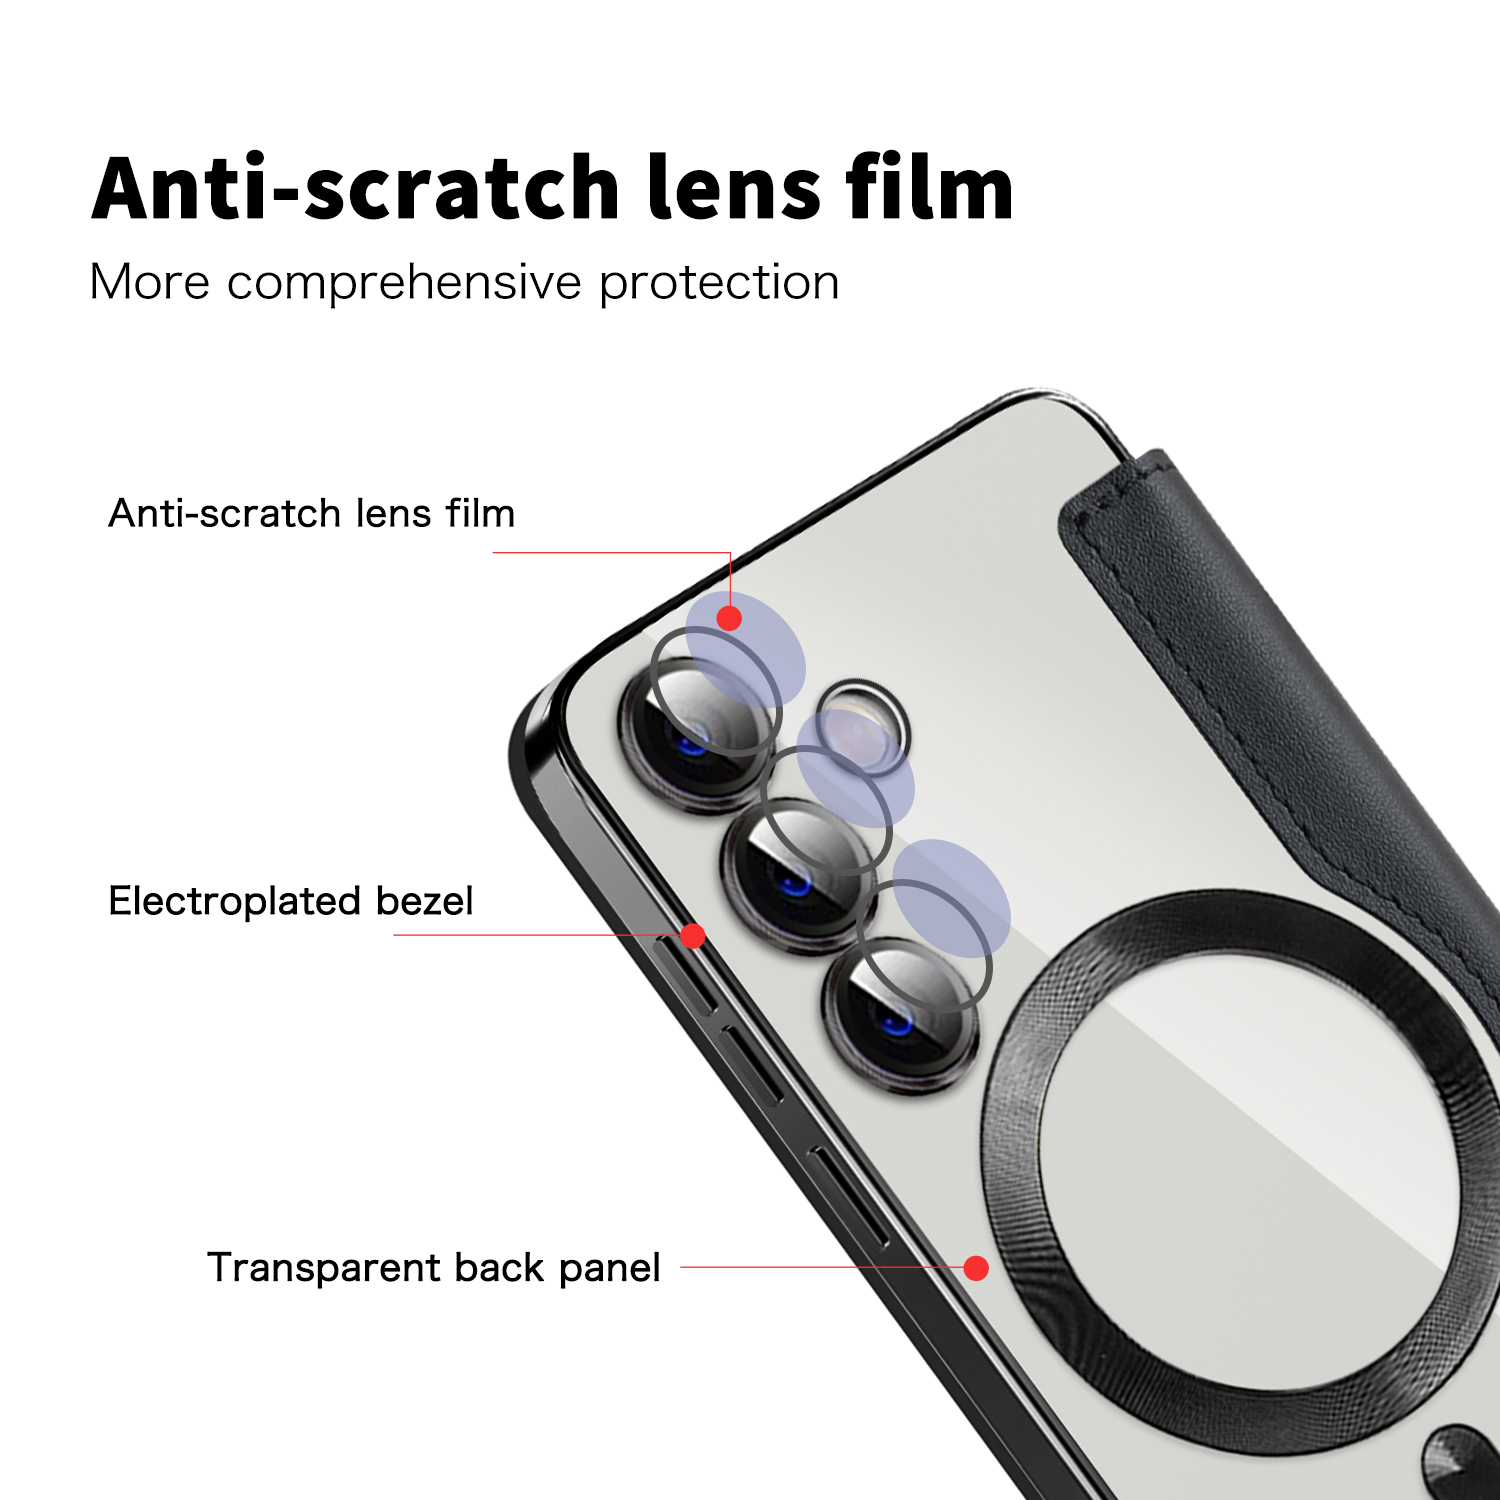 Anti-scratch lens film
More comprehensive protection
Anti-scratch lens film
Electroplated bezel
Transparent back panel